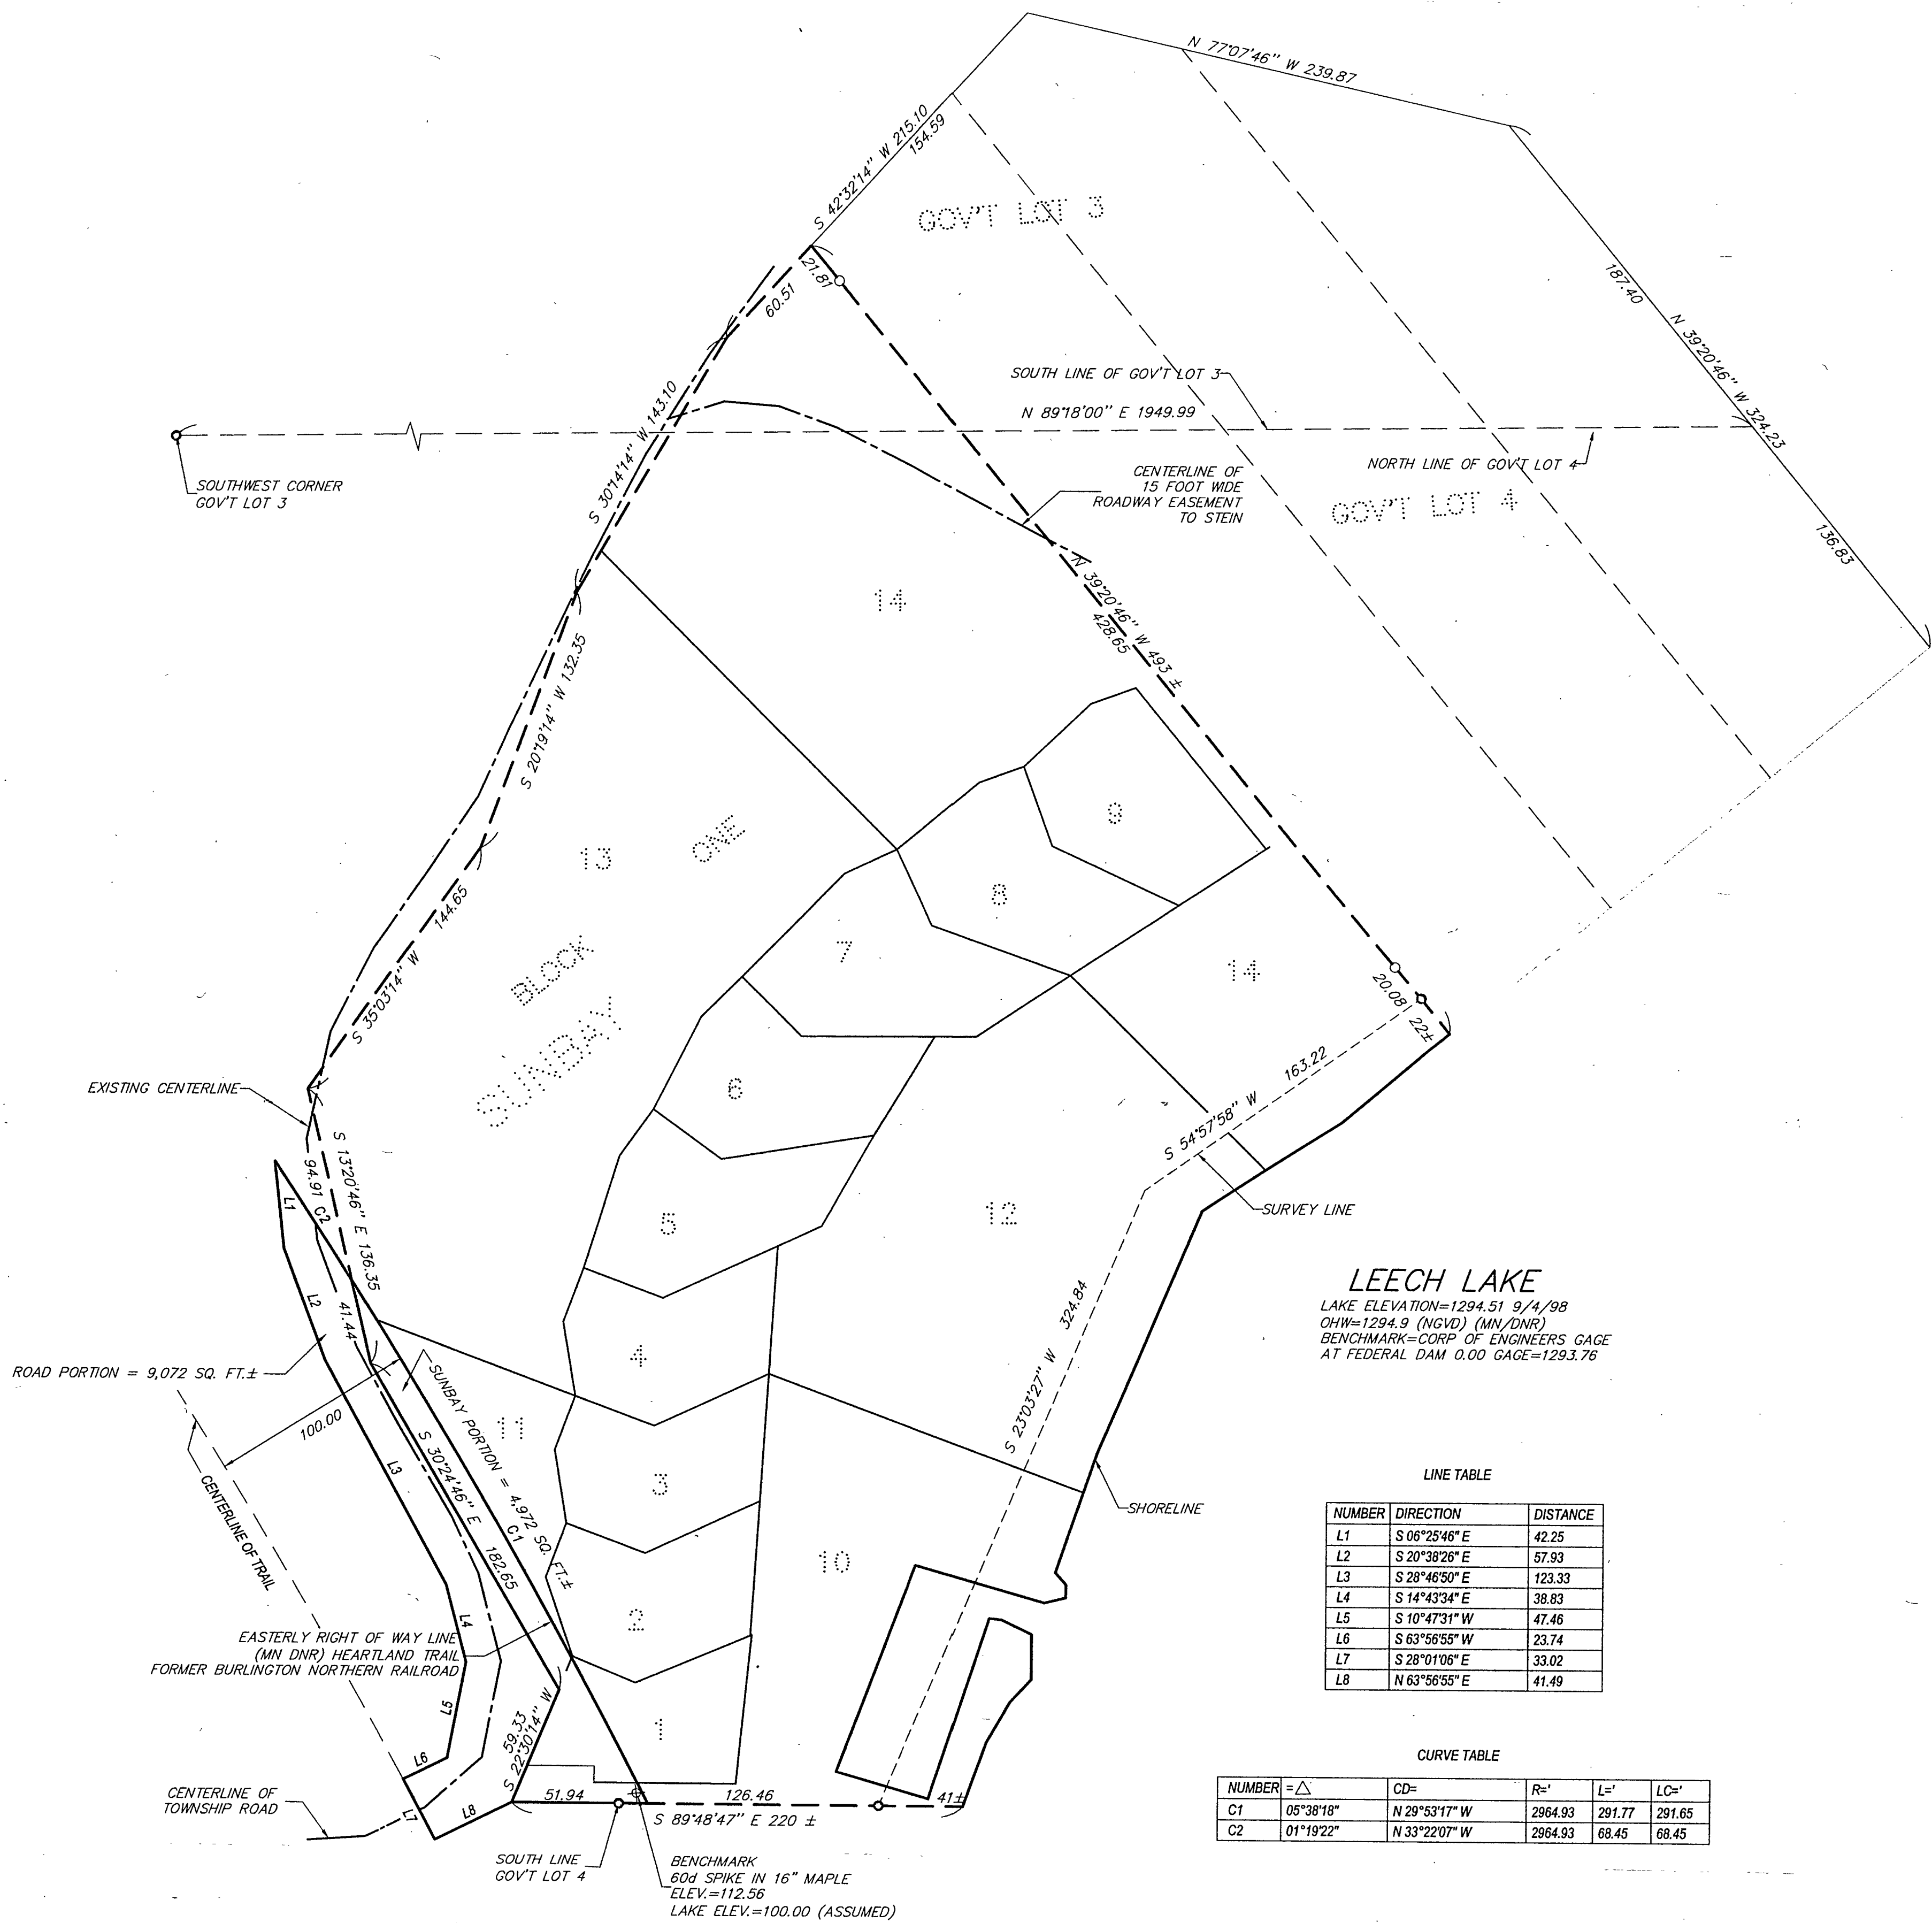 N 77°07'46" W 239.87
S 42°32'14" W 215.10
154.59
GOV'T LOT 3
21.81
60.51
187.40
N 39°20'46" W 324.23
SOUTH LINE OF GOV'T LOT 3
N 89°18'00" E 1949.99
S 30°14'14" W 143.10
NORTH LINE OF GOV'T LOT 4
CENTERLINE OF
15 FOOT WIDE
ROADWAY EASEMENT
TO STEIN
SOUTHWEST CORNER
GOV'T LOT 3
GOV'T LOT 4
136.83
14
N 39°20'46" W 493 ±
428.65
S 20°19'14" W 132.35
9
13
ONE
8
144.65
7
BLOCK
14
20.08
22±
S 35°03'14" W
SUNBAY
163.22
EXISTING CENTERLINE
6
S 54°57'58" W
S 13°20'46" E 136.35
94.91
C2
L1
5
12
SURVEY LINE
LEECH LAKE
LAKE ELEVATION=1294.51 9/4/98
OHW=1294.9 (NGVD) (MN/DNR)
BENCHMARK=CORP OF ENGINEERS GAGE
AT FEDERAL DAM 0.00 GAGE=1293.76
L2
41.44
324.84
S 23°03'27" W
4
ROAD PORTION = 9,072 SQ. FT.±
SUNBAY PORTION = 4,972 SQ. FT.±
100.00
11
L3
S 30°24'46" E 182.65
C1
3
CENTERLINE OF TRAIL
SHORELINE
10
LINE TABLE
NUMBER DIRECTION DISTANCE
L1 S 06°25'46" E 42.25
L2 S 20°38'26" E 57.93
L3 S 28°46'50" E 123.33
L4 S 14°43'34" E 38.83
L5 S 10°47'31" W 47.46
L6 S 63°56'55" W 23.74
L7 S 28°01'06" E 33.02
L8 N 63°56'55" E 41.49
2
L4
EASTERLY RIGHT OF WAY LINE
(MN DNR) HEARTLAND TRAIL
FORMER BURLINGTON NORTHERN RAILROAD
L5
1
59.33
S 22°30'14" W
L6
CENTERLINE OF
TOWNSHIP ROAD
L7
L8
51.94
126.46
41±
S 89°48'47" E 220 ±
SOUTH LINE
GOV'T LOT 4
BENCHMARK
60d SPIKE IN 16" MAPLE
ELEV.=112.56
LAKE ELEV.=100.00 (ASSUMED)
CURVE TABLE
NUMBER =△ CD= R=' L=' LC='
C1 05°38'18" N 29°53'17" W 2964.93 291.77 291.65
C2 01°19'22" N 33°22'07" W 2964.93 68.45 68.45